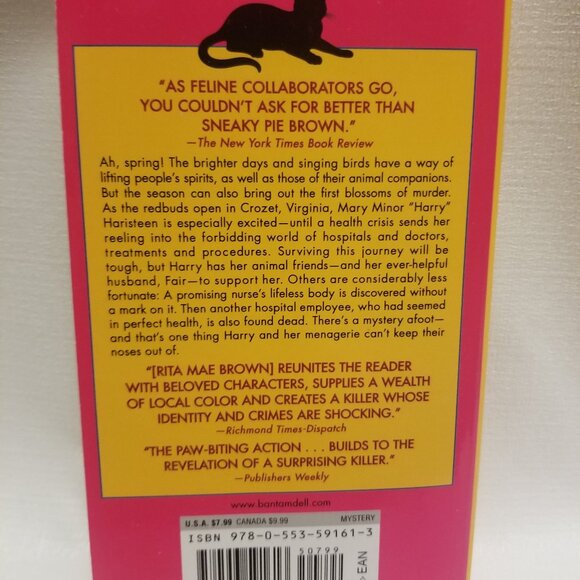 “AS FELINE COLLABORATORS GO,
YOU COULDN’T ASK FOR BETTER THAN
SNEAKY PIE BROWN.”
—The New York Times Book Review
Ah, spring! The brighter days and singing birds have a way of
lifting people’s spirits, as well as those of their animal companions.
But the season can also bring out the first blossoms of murder.
As the redbuds open in Crozet, Virginia, Mary Minor “Harry”
Haristeen is especially excited—until a health crisis sends her
reeling into the forbidding world of hospitals and doctors,
treatments and procedures. Surviving this journey will be
tough, but Harry has her animal friends—and her ever-helpful
husband, Fair—to support her. Others are considerably less
fortunate: A promising nurse’s lifeless body is discovered without
a mark on it. Then another hospital employee, who had seemed
in perfect health, is also found dead. There’s a mystery afoot—
and that’s one thing Harry and her menagerie can’t keep their
noses out of.
“[RITA MAE BROWN] REUNITES THE READER
WITH BELOVED CHARACTERS, SUPPLIES A WEALTH
OF LOCAL COLOR AND CREATES A KILLER WHOSE
IDENTITY AND CRIMES ARE SHOCKING.”
—Richmond Times-Dispatch
“THE PAW-BITING ACTION . . . BUILDS TO THE
REVELATION OF A SURPRISING KILLER.”
—Publishers Weekly
www.bantamdell.com
U.S.A. $7.99 CANADA $9.99 MYSTERY
ISBN 978-0-553-59161-3
50799
> EAN